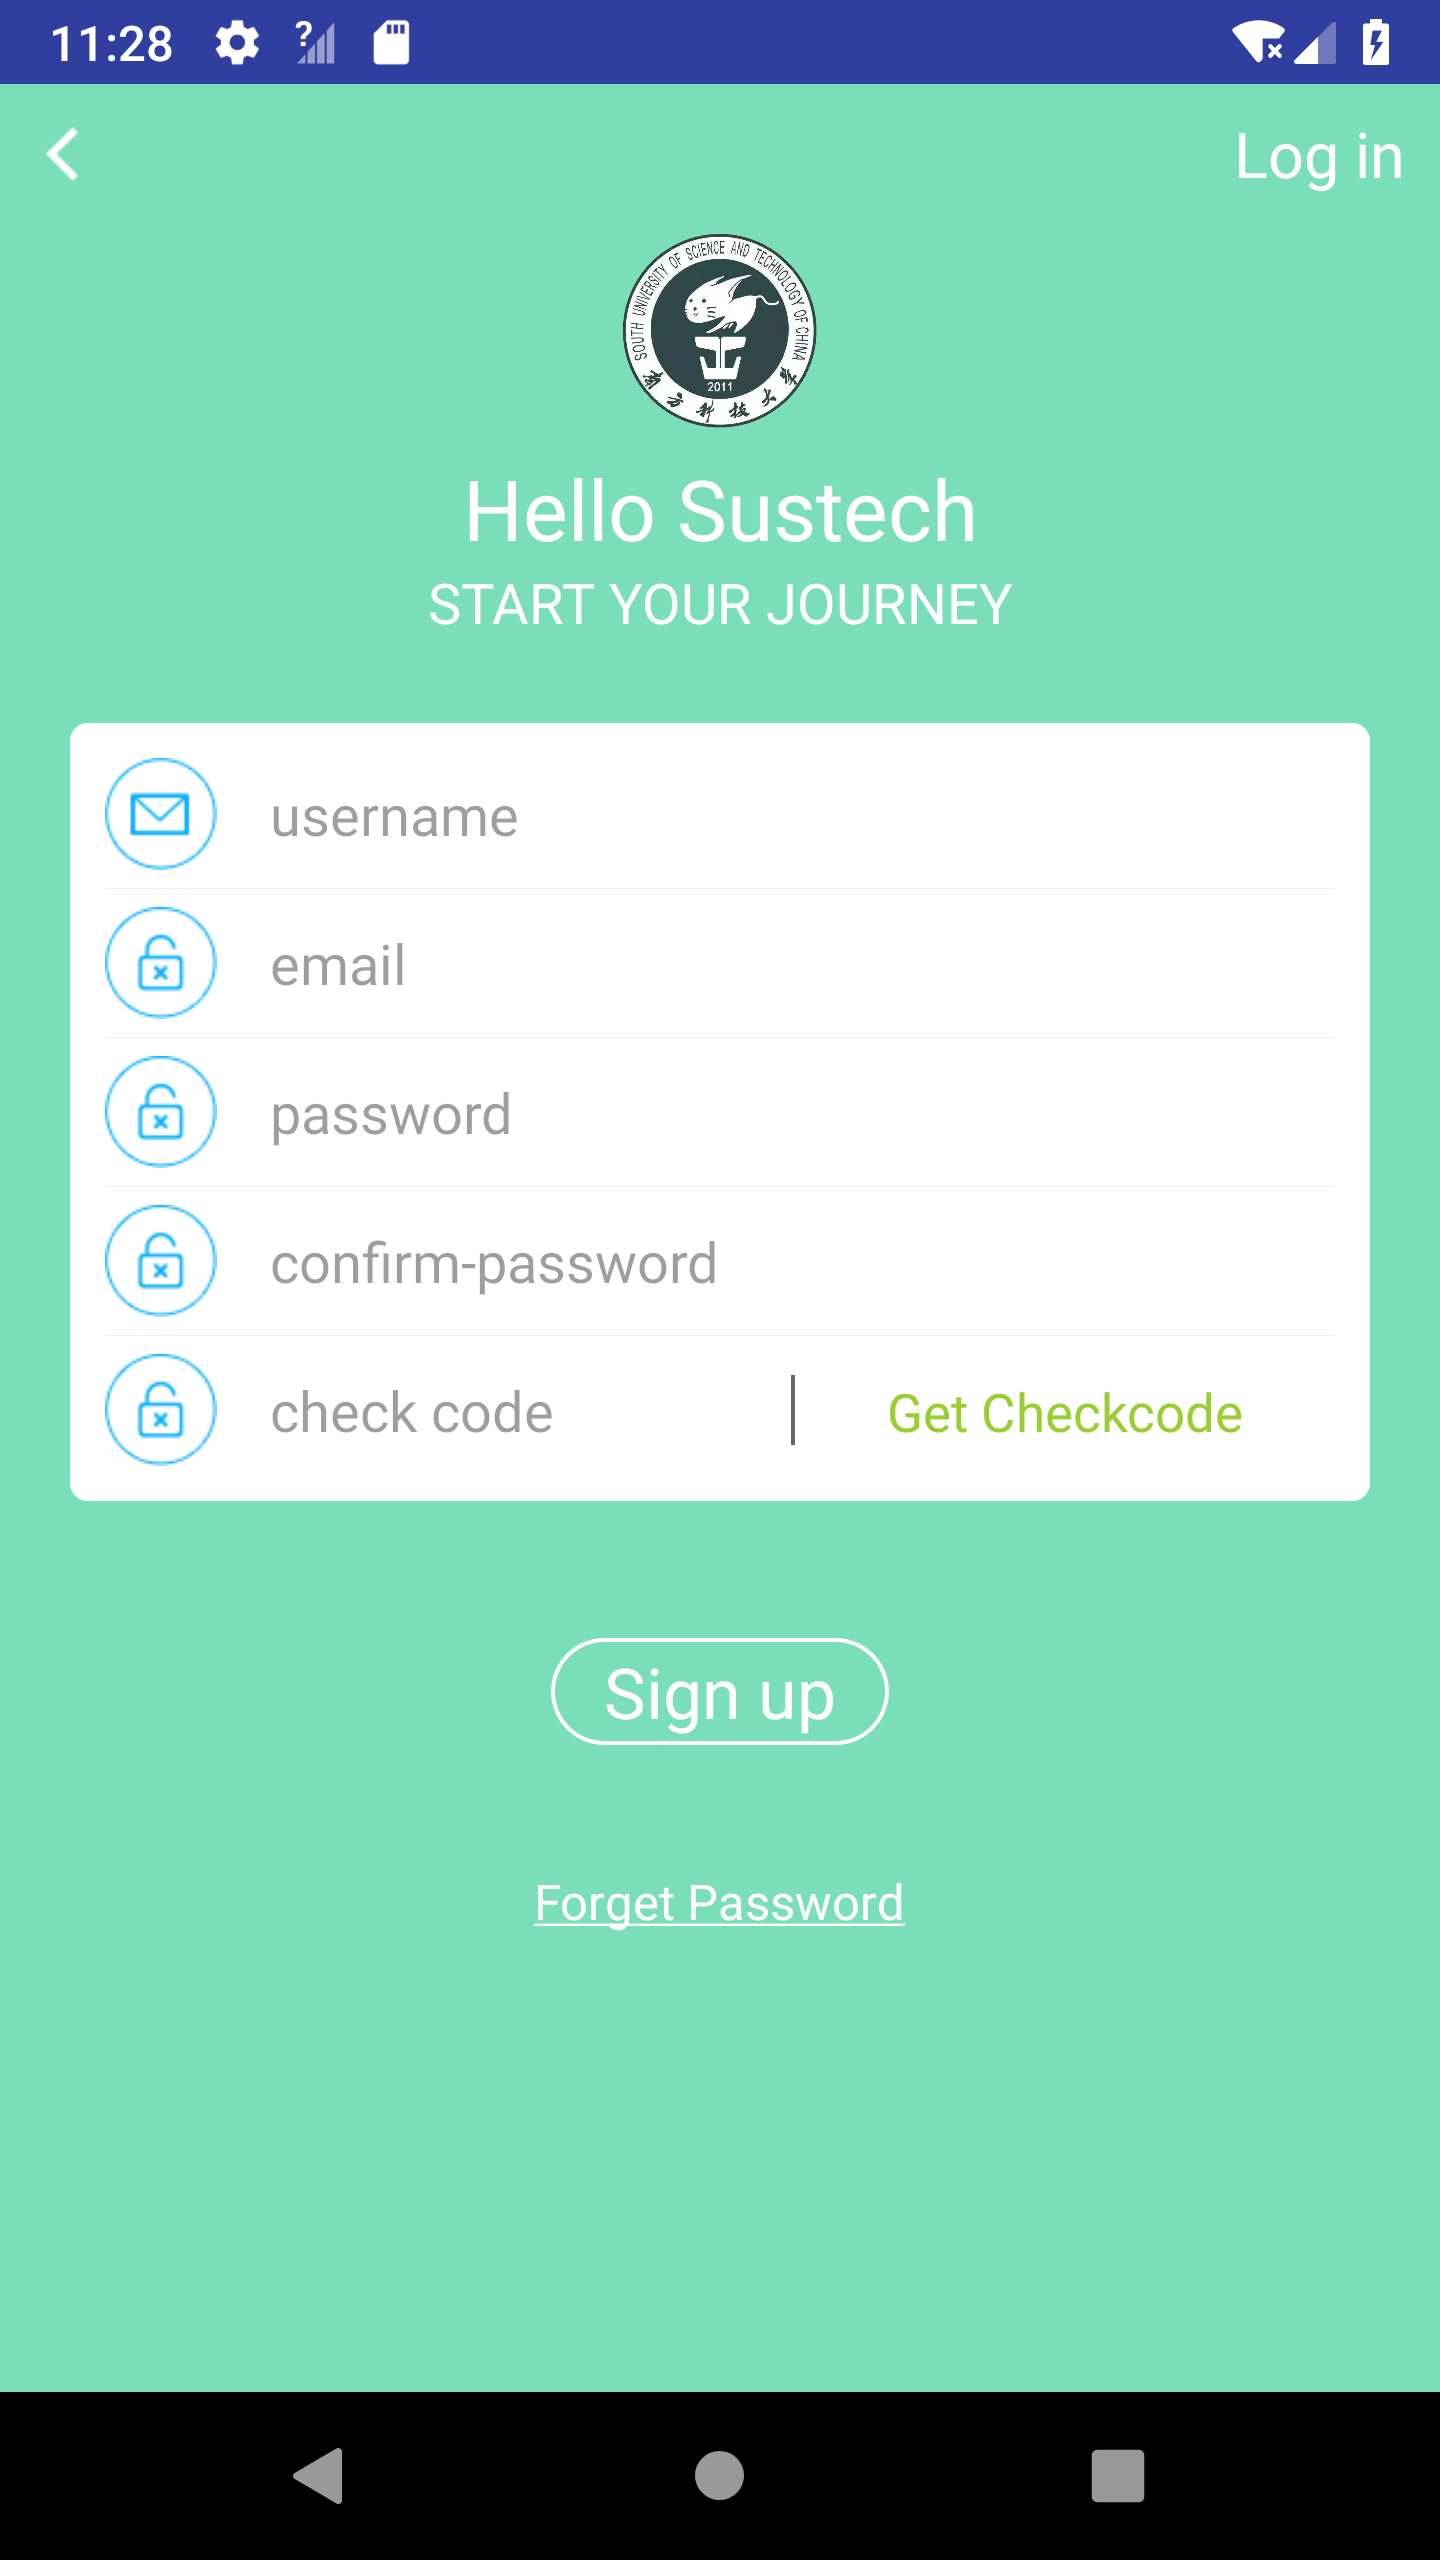 11:28
Log in
SOUTH UNIVERSITY OF SCIENCE AND TECHNOLOGY OF CHINA
2011
南方科技大学
Hello Sustech
START YOUR JOURNEY
username
email
password
confirm-password
check code
Get Checkcode
Sign up
Forget Password